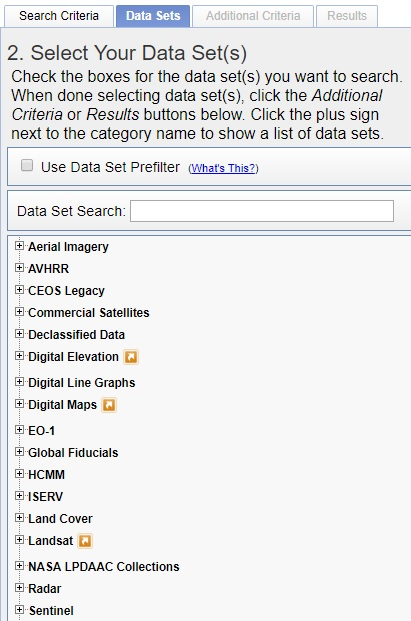 Search Criteria
Data Sets
Additional Criteria
Results
2. Select Your Data Set(s)
Check the boxes for the data set(s) you want to search.
When done selecting data set(s), click the Additional
Criteria or Results buttons below. Click the plus sign
next to the category name to show a list of data sets.
Use Data Set Prefilter (What's This?)
Data Set Search:
Aerial Imagery
AVHRR
CEOS Legacy
Commercial Satellites
Declassified Data
Digital Elevation
Digital Line Graphs
Digital Maps
EO-1
Global Fiducials
HCMM
ISERV
Land Cover
Landsat
NASA LPDAAC Collections
Radar
Sentinel